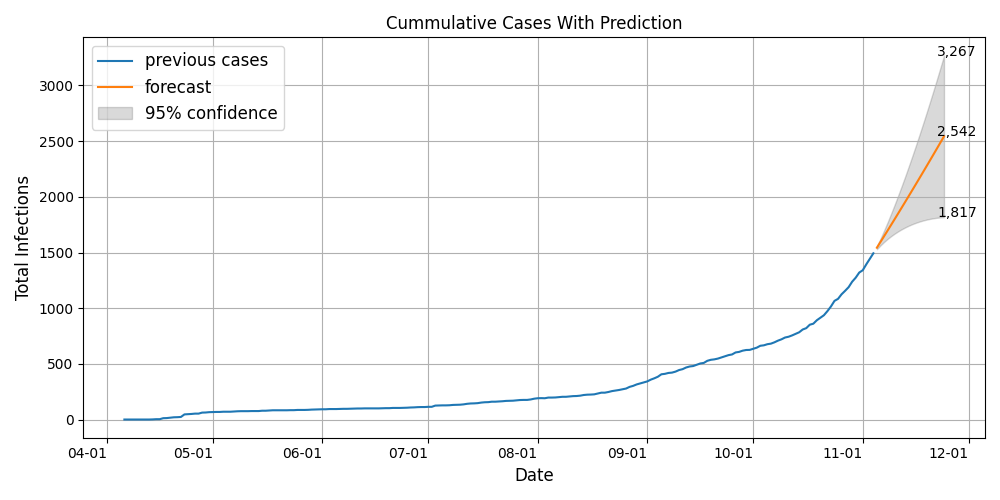 Cummulative Cases With Prediction
previous cases
forecast
95% confidence
3,267
2,542
1,817
Total Infections
3000
2500
2000
1500
1000
500
0
04-01 05-01 06-01 07-01 08-01 09-01 10-01 11-01 12-01
Date